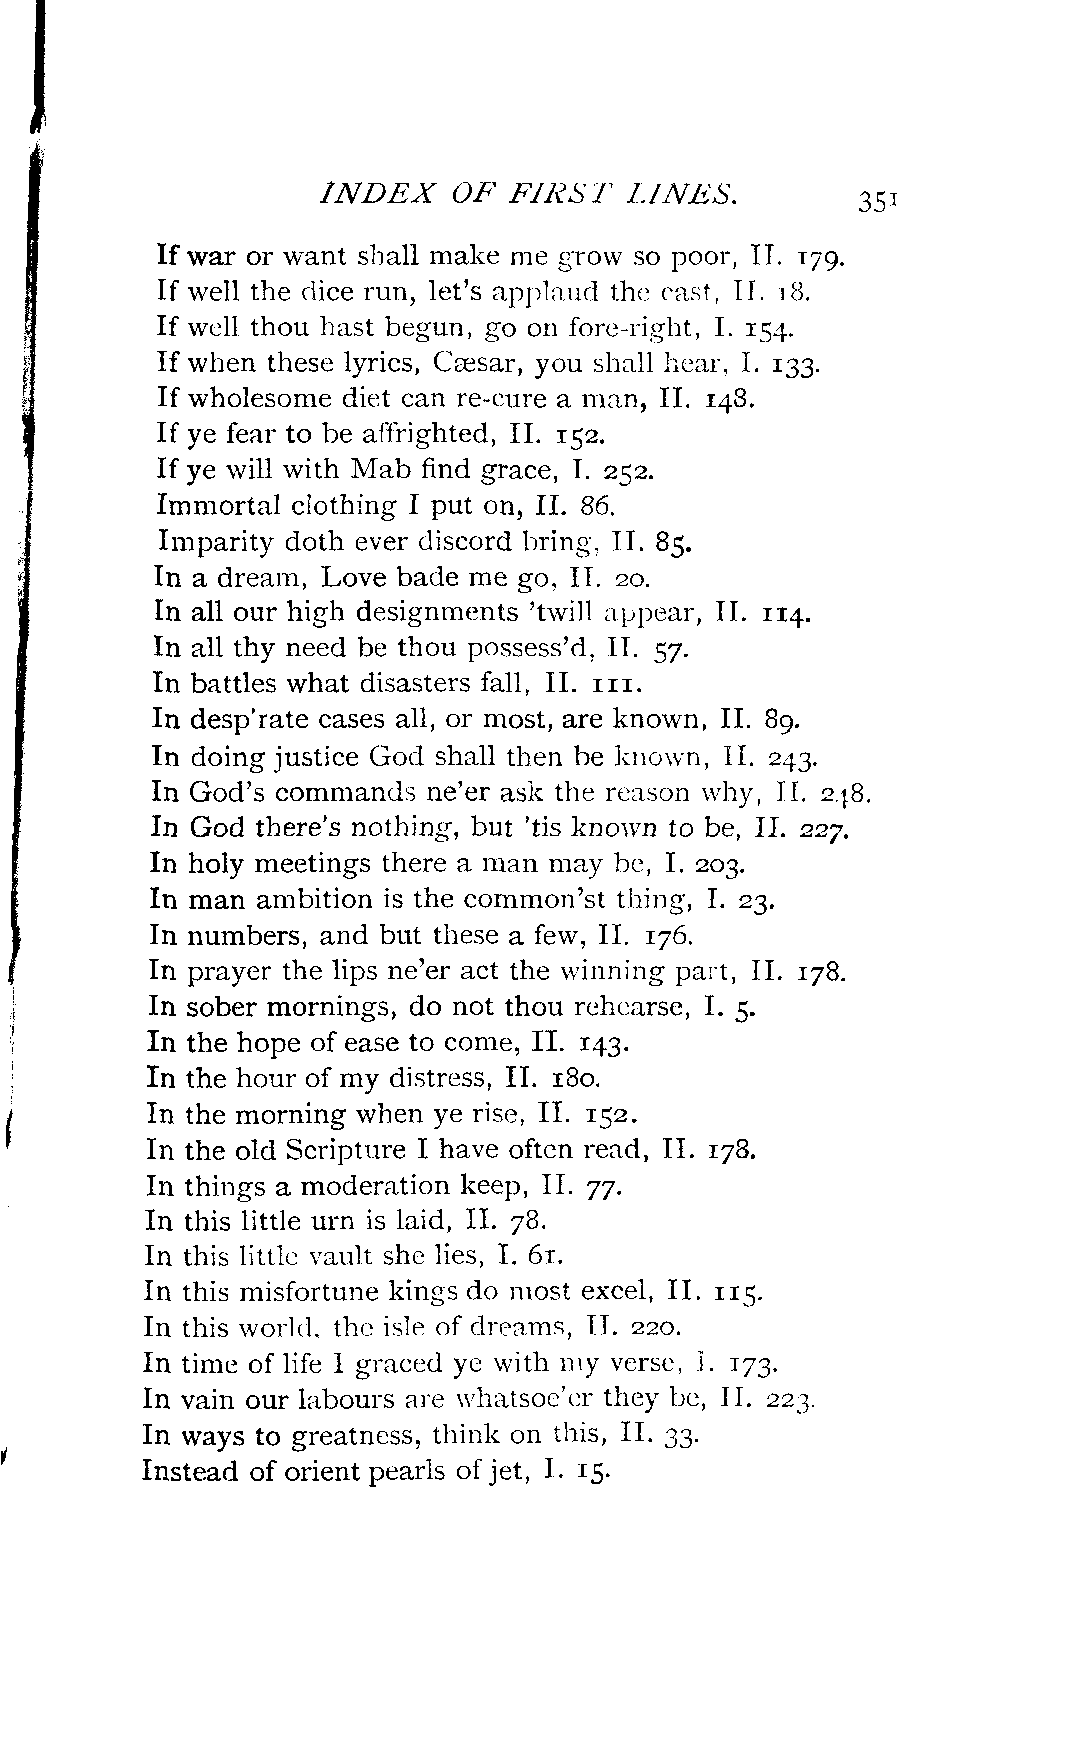 INDEX OF FIRST LINES. 351
If war or want shall make me grow so poor, II. 179.
If well the dice run, let's applaud the cast, II. 18.
If well thou hast begun, go on fore-right, I. 154.
If when these lyrics, Cæsar, you shall hear, I. 133.
If wholesome diet can re-cure a man, II. 148.
If ye fear to be affrighted, II. 152.
If ye will with Mab find grace, I. 252.
Immortal clothing I put on, II. 86.
Imparity doth ever discord bring, II. 85.
In a dream, Love bade me go, II. 20.
In all our high designments 'twill appear, II. 114.
In all thy need be thou possess'd, II. 57.
In battles what disasters fall, II. 111.
In desp'rate cases all, or most, are known, II. 89.
In doing justice God shall then be known, II. 243.
In God's commands ne'er ask the reason why, II. 248.
In God there's nothing, but 'tis known to be, II. 227.
In holy meetings there a man may be, I. 203.
In man ambition is the common'st thing, I. 23.
In numbers, and but these a few, II. 176.
In prayer the lips ne'er act the winning part, II. 178.
In sober mornings, do not thou rehearse, I. 5.
In the hope of ease to come, II. 143.
In the hour of my distress, II. 180.
In the morning when ye rise, II. 152.
In the old Scripture I have often read, II. 178.
In things a moderation keep, II. 77.
In this little urn is laid, II. 78.
In this little vault she lies, I. 61.
In this misfortune kings do most excel, II. 115.
In this world, the isle of dreams, II. 220.
In time of life I graced ye with my verse, I. 173.
In vain our labours are whatsoe'er they be, II. 223.
In ways to greatness, think on this, II. 33.
Instead of orient pearls of jet, I. 15.